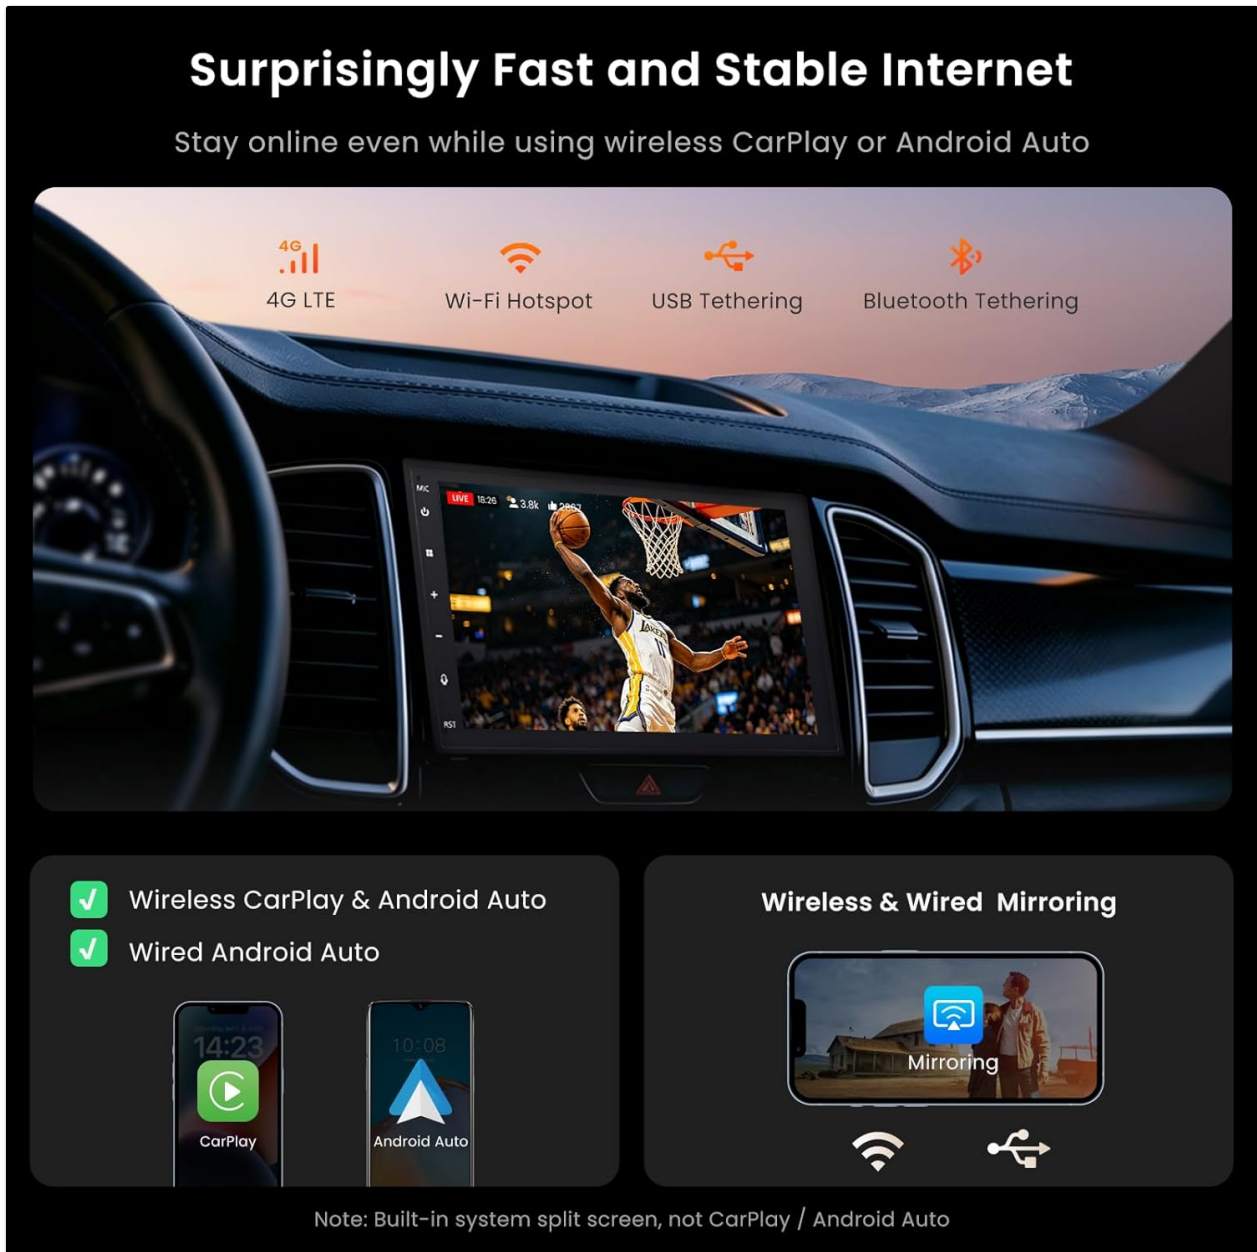 Surprisingly Fast and Stable Internet
Stay online even while using wireless CarPlay or Android Auto
4G
4G LTE
Wi-Fi Hotspot
USB Tethering
Bluetooth Tethering
MIC
LIVE 18:26 3.8k
LAKERS
11
RST
Wireless CarPlay & Android Auto
Wired Android Auto
14:23
CarPlay
10:08
Android Auto
Wireless & Wired Mirroring
Mirroring
Note: Built-in system split screen, not CarPlay / Android Auto